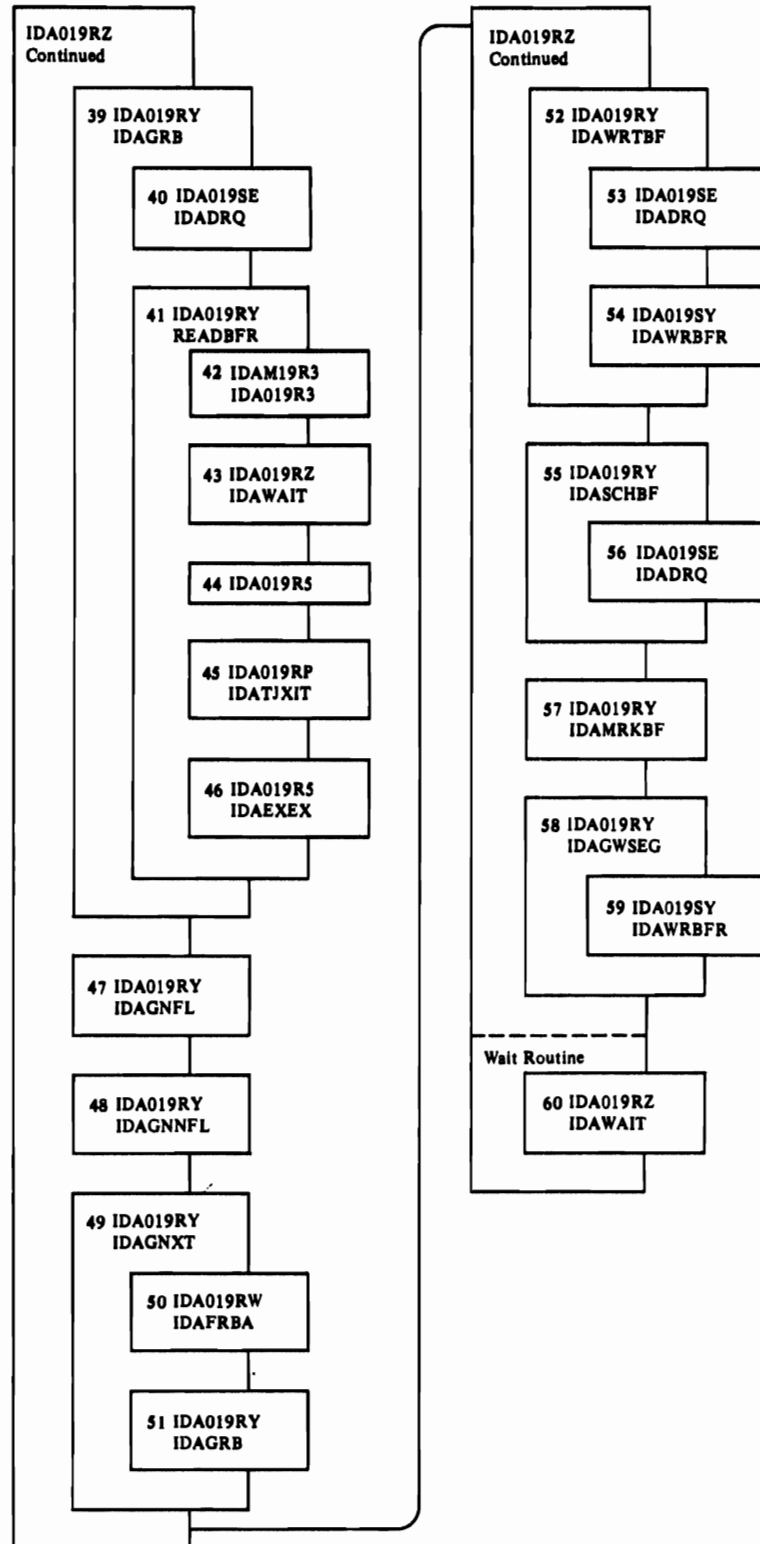 IDA019RZ
Continued
39 IDA019RY
IDAGRB
40 IDA019SE
IDADRQ
41 IDA019RY
READBFR
42 IDAM19R3
IDA019R3
43 IDA019RZ
IDAWAIT
44 IDA019R5
45 IDA019RP
IDATJXIT
46 IDA019R5
IDAEXEX
47 IDA019RY
IDAGNFL
48 IDA019RY
IDAGNNFL
49 IDA019RY
IDAGNXT
50 IDA019RW
IDAFRBA
51 IDA019RY
IDAGRB
IDA019RZ
Continued
52 IDA019RY
IDAWRTBF
53 IDA019SE
IDADRQ
54 IDA019SY
IDAWRBFR
55 IDA019RY
IDASCHBF
56 IDA019SE
IDADRQ
57 IDA019RY
IDAMRKBF
58 IDA019RY
IDAGWSEG
59 IDA019SY
IDAWRBFR
Wait Routine
60 IDA019RZ
IDAWAIT